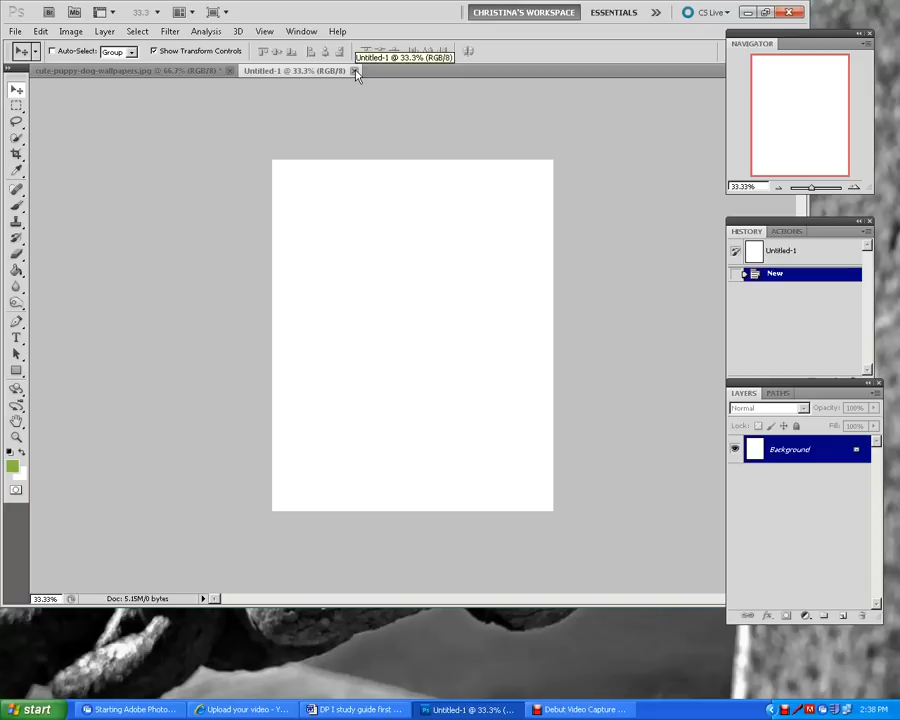 Ps Br Mb 33.3 CHRISTINA'S WORKSPACE ESSENTIALS CS Live
File Edit Image Layer Select Filter Analysis 3D View Window Help
Auto-Select: Group Show Transform Controls
Untitled-1 @ 33.3% (RGB/8)
cute-puppy-dog-wallpapers.jpg @ 66.7% (RGB/8) * Untitled-1 @ 33.3% (RGB/8)
NAVIGATOR
33.33%
HISTORY ACTIONS
Untitled-1
New
LAYERS PATHS
Normal Opacity: 100%
Lock: Fill: 100%
Background
33.33% Doc: 5.15M/0 bytes
start Starting Adobe Photo... Upload your video - Y... DP I study guide first ... Untitled-1 @ 33.3% (... Debut Video Capture ... 2:38 PM